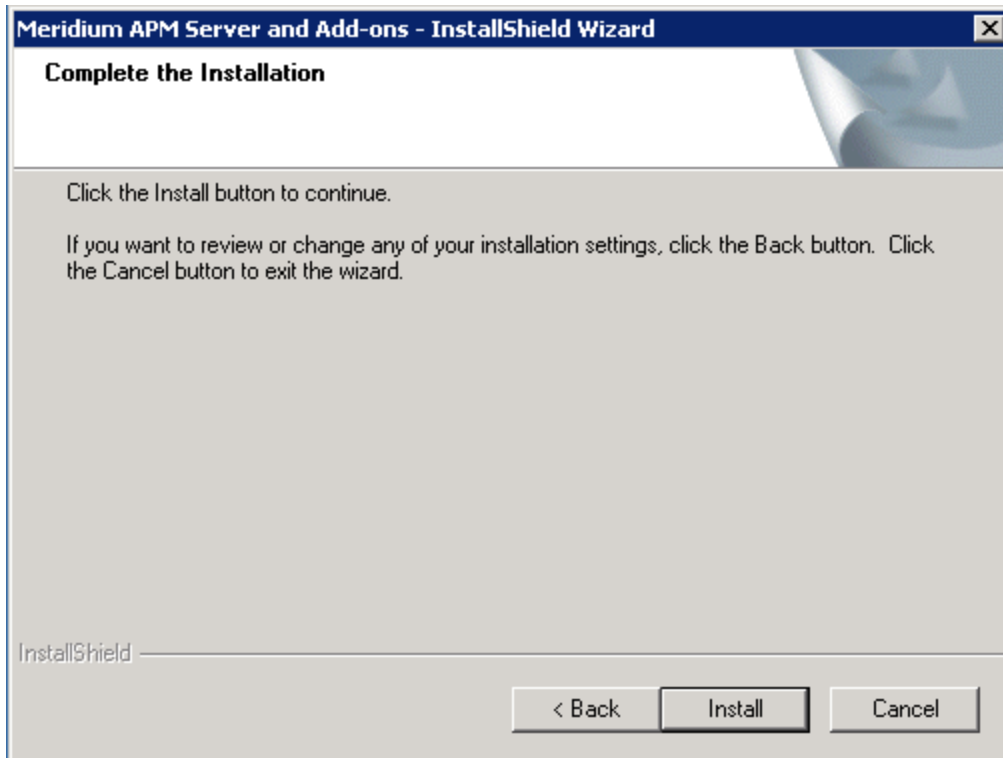 Meridium APM Server and Add-ons - InstallShield Wizard
Complete the Installation
Click the Install button to continue.
If you want to review or change any of your installation settings, click the Back button.  Click
the Cancel button to exit the wizard.
InstallShield
< Back
Install
Cancel